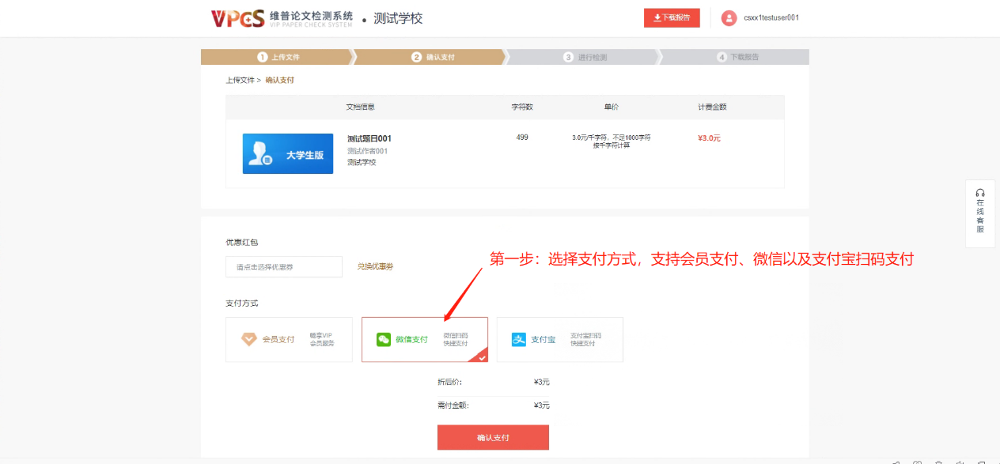 VPCS 维普论文检测系统
VIP PAPER CHECK SYSTEM
• 测试学校
下载报告
csxx1testuser001
1 上传文件
2 确认支付
3 进行检测
4 下载报告
上传文件 > 确认支付
文档信息 字符数 单价 计费金额
大学生版
测试题目001
测试作者001
测试学校
499
3.0元/千字符，不足1000字符
按千字符计算
¥3.0元
在线客服
优惠红包
请点击选择优惠券
兑换优惠券
第一步：选择支付方式，支持会员支付、微信以及支付宝扫码支付
支付方式
会员支付
畅享VIP
会员服务
微信支付
微信扫码
快捷支付
支付宝
支付宝扫码
快捷支付
折后价： ¥3元
需付金额： ¥3元
确认支付